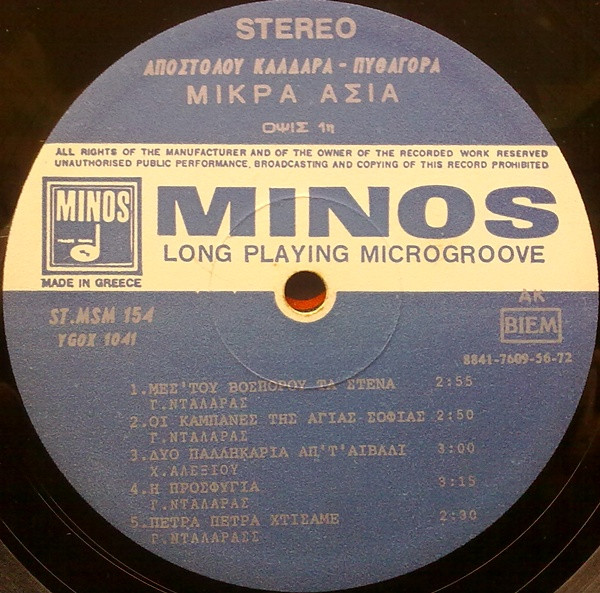 STEREO
ΑΠΟΣΤΟΛΟΥ ΚΑΛΔΑΡΑ - ΠΥΘΑΓΟΡΑ
ΜΙΚΡΑ ΑΣΙΑ
ΟΨΙΣ 1η
ALL RIGHTS OF THE MANUFACTURER AND OF THE OWNER OF THE RECORDED WORK RESERVED
UNAUTHORISED PUBLIC PERFORMANCE, BROADCASTING AND COPYING OF THIS RECORD PROHIBITED
MINOS
MINOS
LONG PLAYING MICROGROOVE
MADE IN GREECE
ST.MSM 154
YGOX 1041
AK
BIEM
8841-7609-56-72
1.ΜΕΣ'ΤΟΥ ΒΟΣΠΟΡΟΥ ΤΑ ΣΤΕΝΑ 2:55
Γ.ΝΤΑΛΑΡΑΣ
2.ΟΙ ΚΑΜΠΑΝΕΣ ΤΗΣ ΑΓΙΑΣ ΣΟΦΙΑΣ 2:50
Γ.ΝΤΑΛΑΡΑΣ
3.ΔΥΟ ΠΑΛΛΗΚΑΡΙΑ ΑΠ'Τ'ΑΙΒΑΛΙ 3:00
Χ.ΑΛΕΞΙΟΥ
4.Η ΠΡΟΣΦΥΓΙΑ 3:15
Γ.ΝΤΑΛΑΡΑΣ
5.ΠΕΤΡΑ ΠΕΤΡΑ ΧΤΙΣΑΜΕ 2:30
Γ.ΝΤΑΛΑΡΑΣΣ